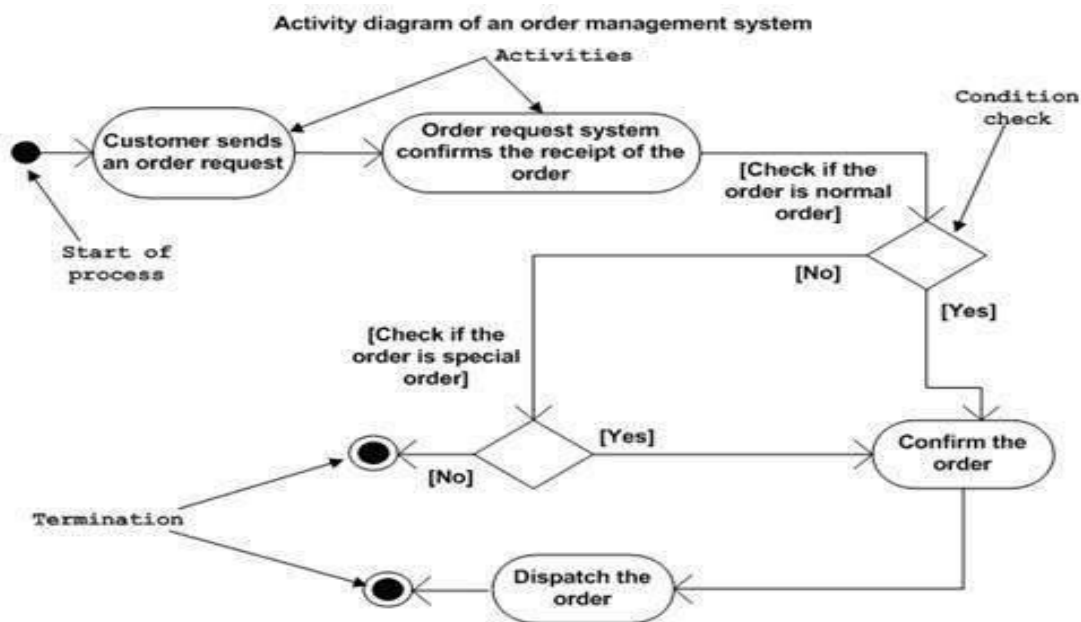 Activity diagram of an order management system
Activities
Condition
check
Customer sends
an order request
Order request system
confirms the receipt of the
order
[Check if the
order is normal
order]
Start of
process
[No]
[Yes]
[Check if the
order is special
order]
[Yes]
[No]
Confirm the
order
Termination
Dispatch the
order